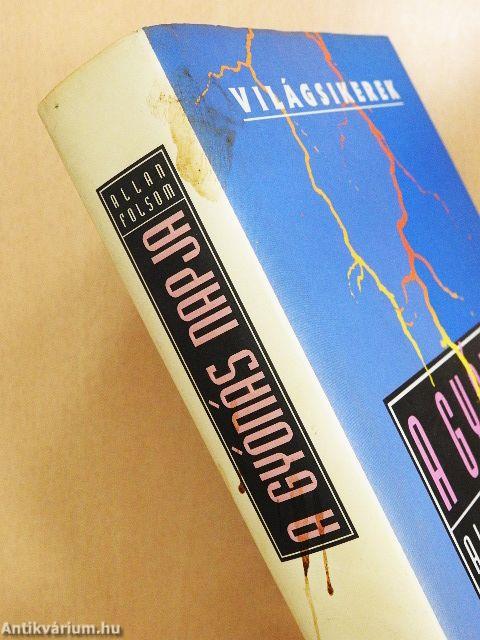 VILÁGSIKEREK
ALLAN
FOLSOM
A GYÓNÁS NAPJA
A GY
Antikvárium.hu